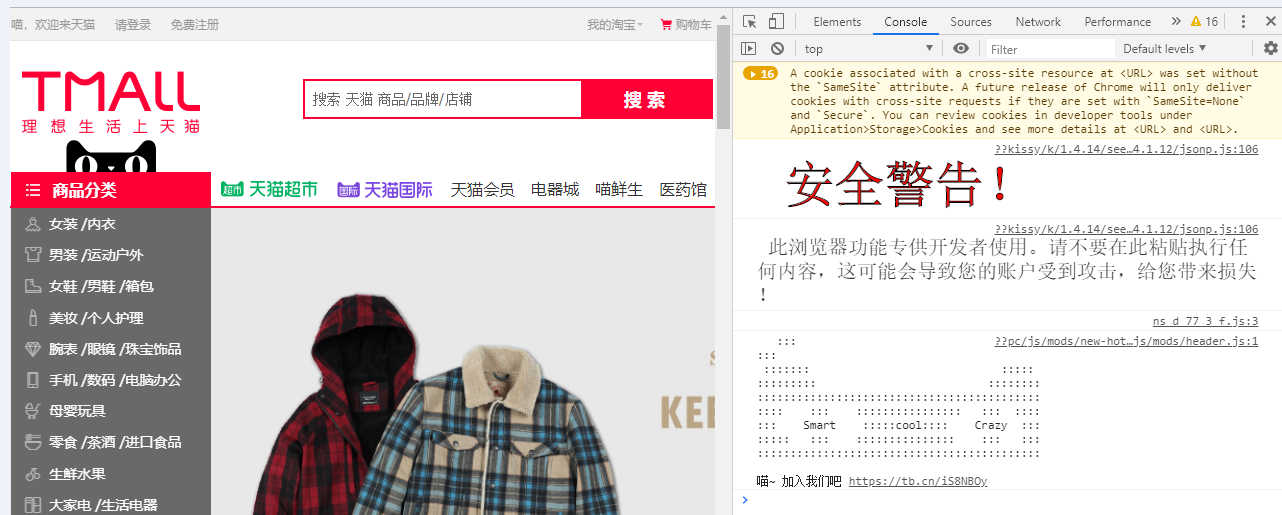 喵，欢迎来天猫 请登录 免费注册 我的淘宝 购物车
TMALL
理想生活上天猫
搜索 天猫 商品/品牌/店铺 搜 索
商品分类
天猫超市 天猫国际 天猫会员 电器城 喵鲜生 医药馆
女装 /内衣
男装 /运动户外
女鞋 /男鞋 /箱包
美妆 /个人护理
腕表 /眼镜 /珠宝饰品
手机 /数码 /电脑办公
母婴玩具
零食 /茶酒 /进口食品
生鲜水果
大家电 /生活电器
KEE
Elements Console Sources Network Performance » 16
top Filter Default levels ▼
16 A cookie associated with a cross-site resource at <URL> was set without
the `SameSite` attribute. A future release of Chrome will only deliver
cookies with cross-site requests if they are set with `SameSite=None`
and `Secure`. You can review cookies in developer tools under
Application>Storage>Cookies and see more details at <URL> and <URL>.
??kissy/k/1.4.14/see…4.1.12/jsonp.js:106
安全警告！
??kissy/k/1.4.14/see…4.1.12/jsonp.js:106
此浏览器功能专供开发者使用。请不要在此粘贴执行任
何内容，这可能会导致您的账户受到攻击，给您带来损失
！
ns_d_77_3_f.js:3
??pc/js/mods/new-hot…js/mods/header.js:1
:::
:::
::::::: :::::
::::::::: ::::::::
:::::::::::::::::::::::::::::::::::::::::::
:::: ::: :::::::::::::::: ::: ::::
::: Smart :::::cool:::: Crazy :::
::::: ::: ::::::::::::::: ::: :::
:::::::::::::::::::::::::::::::::::::::::::
喵~ 加入我们吧 https://tb.cn/iS8NBOy